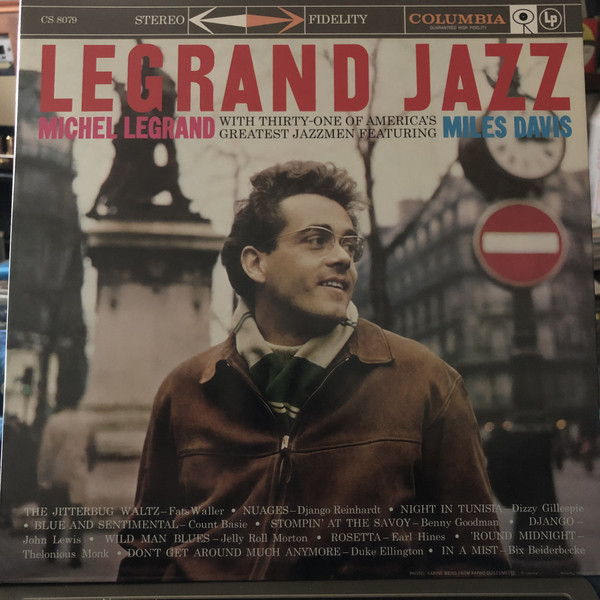 CS 8079 STEREO FIDELITY COLUMBIA LP
GUARANTEED HIGH FIDELITY
LEGRAND JAZZ
MICHEL LEGRAND WITH THIRTY-ONE OF AMERICA'S GREATEST JAZZMEN FEATURING MILES DAVIS
THE JITTERBUG WALTZ – Fats Waller • NUAGES – Django Reinhardt • NIGHT IN TUNISIA – Dizzy Gillespie
• BLUE AND SENTIMENTAL – Count Basie • STOMPIN' AT THE SAVOY – Benny Goodman • DJANGO –
John Lewis • WILD MAN BLUES – Jelly Roll Morton • ROSETTA – Earl Hines • 'ROUND MIDNIGHT –
Thelonious Monk • DON'T GET AROUND MUCH ANYMORE – Duke Ellington • IN A MIST – Bix Beiderbecke